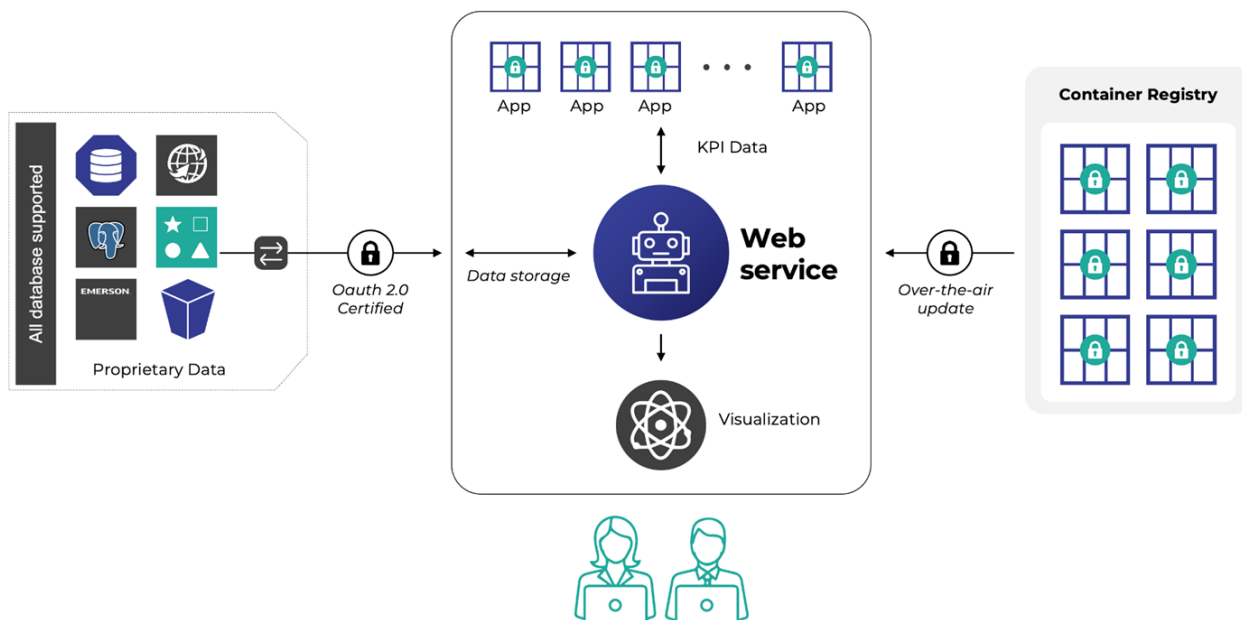 App
App
App
App
Container Registry
KPI Data
All database supported
EMERSON
Proprietary Data
Oauth 2.0
Certified
Data storage
Web
service
Over-the-air
update
Visualization